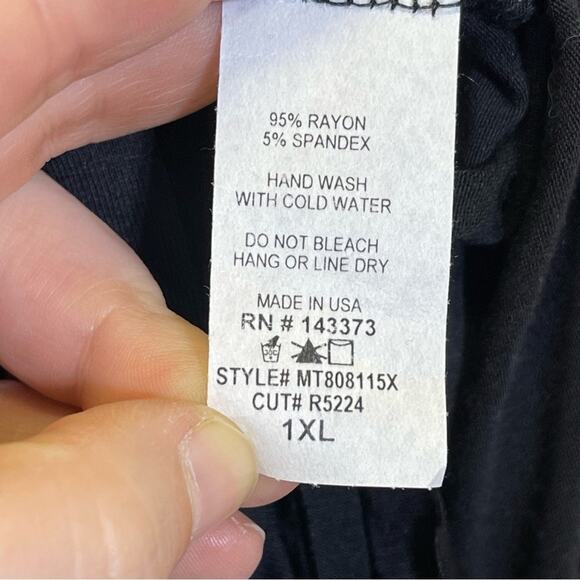 95% RAYON
5% SPANDEX
HAND WASH
WITH COLD WATER
DO NOT BLEACH
HANG OR LINE DRY
MADE IN USA
RN # 143373
30C
STYLE# MT808115X
CUT# R5224
1XL